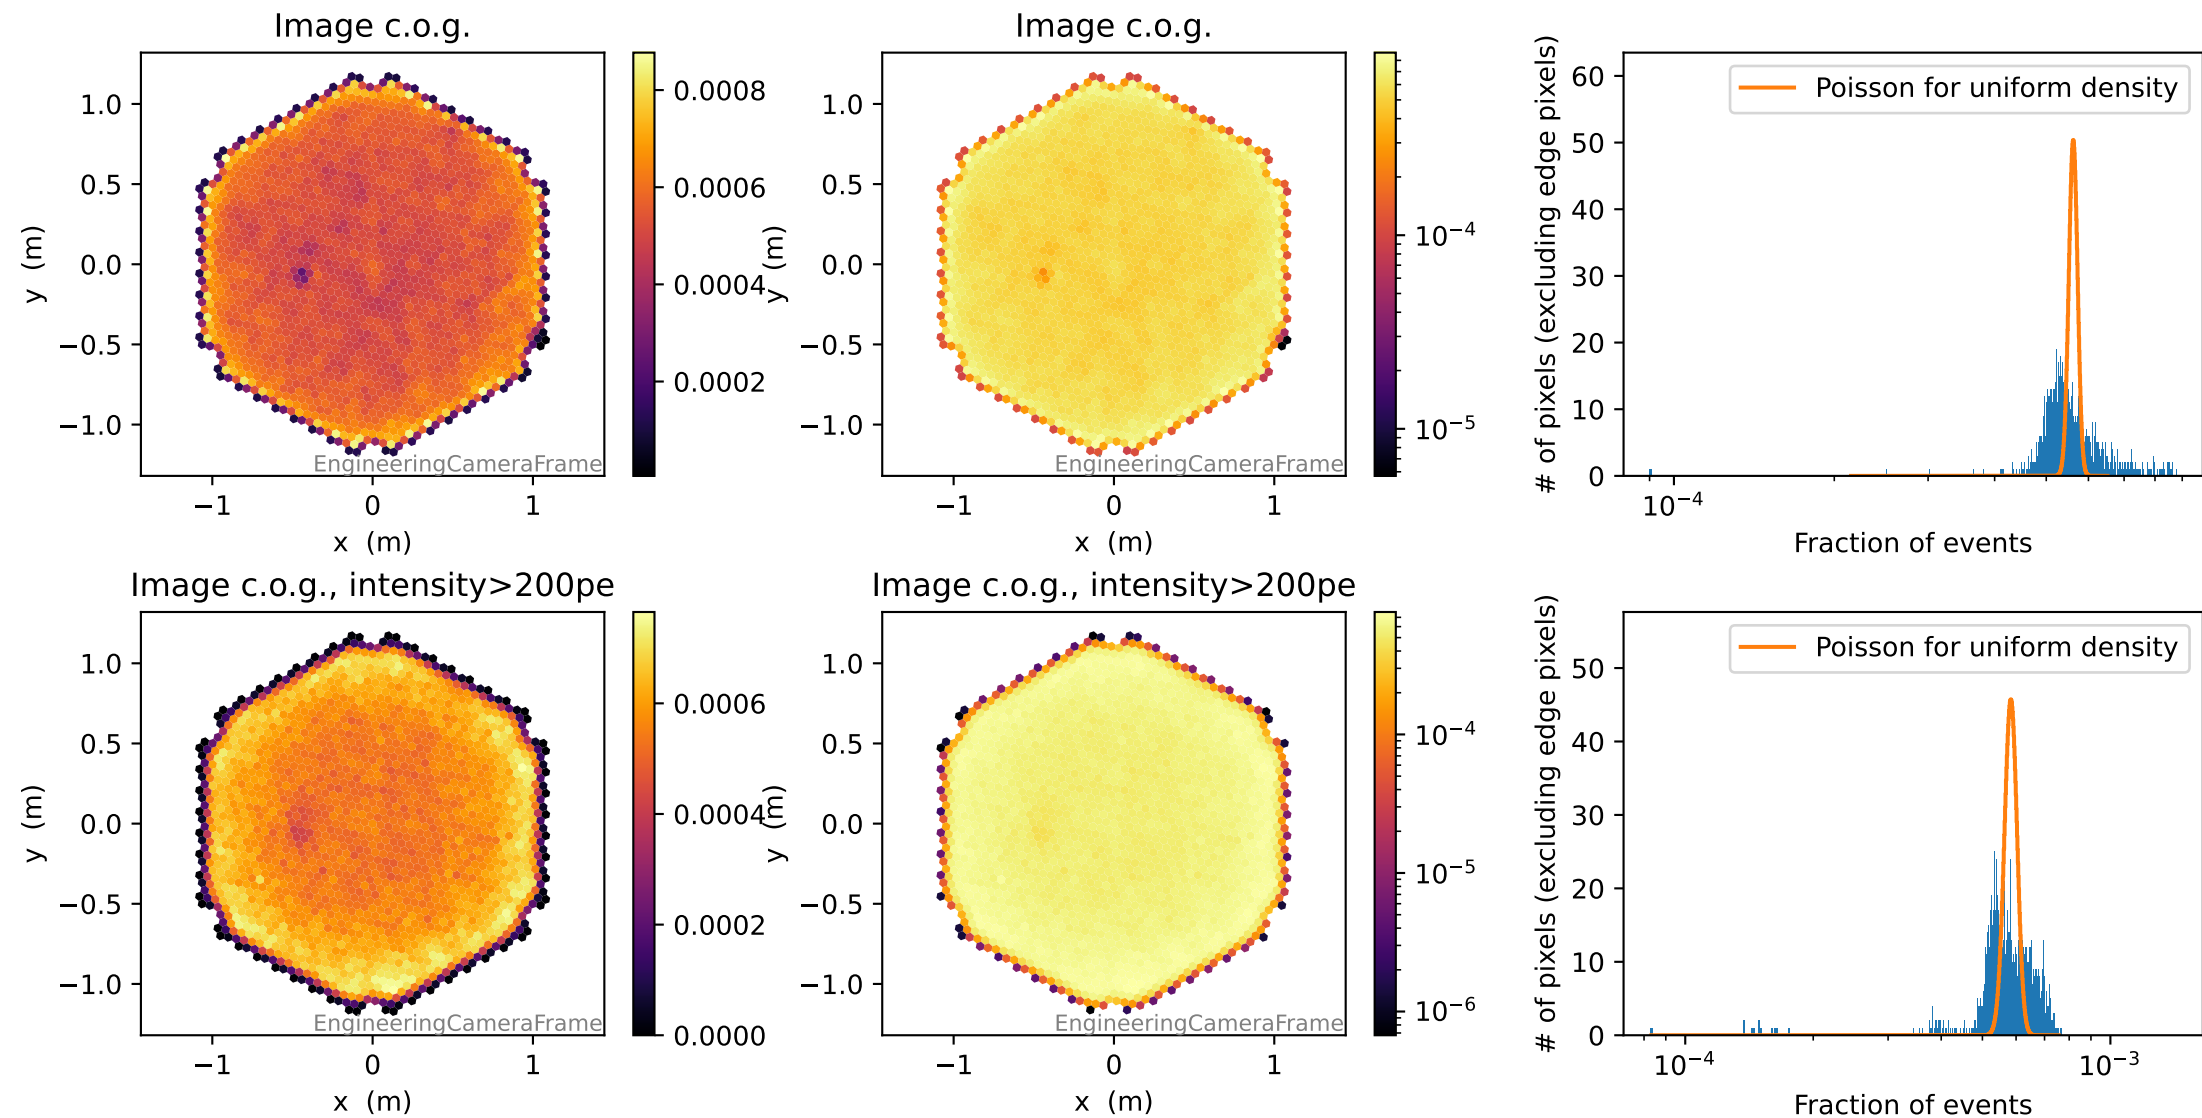 Image c.o.g.
1.0
0.5
0.0
−0.5
−1.0
y (m)
−1
0
1
x (m)
EngineeringCameraFrame
0.0008
0.0006
0.0004
0.0002
Image c.o.g.
1.0
0.5
0.0
−0.5
−1.0
y (m)
−1
0
1
x (m)
EngineeringCameraFrame
10⁻⁴
10⁻⁵
# of pixels (excluding edge pixels)
60
50
40
30
20
10
0
Poisson for uniform density
10⁻⁴
Fraction of events
Image c.o.g., intensity>200pe
1.0
0.5
0.0
−0.5
−1.0
y (m)
−1
0
1
x (m)
EngineeringCameraFrame
0.0006
0.0004
0.0002
0.0000
Image c.o.g., intensity>200pe
1.0
0.5
0.0
−0.5
−1.0
y (m)
−1
0
1
x (m)
EngineeringCameraFrame
10⁻⁴
10⁻⁵
10⁻⁶
# of pixels (excluding edge pixels)
50
40
30
20
10
0
Poisson for uniform density
10⁻⁴
10⁻³
Fraction of events